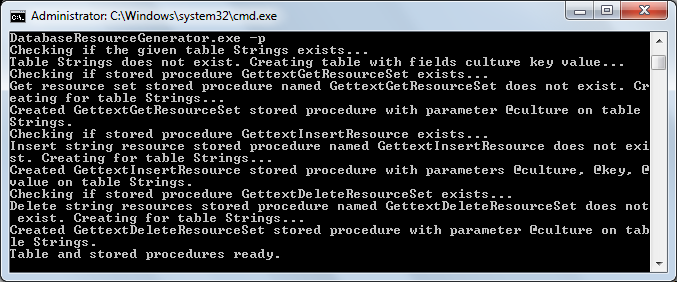 Administrator: C:\Windows\system32\cmd.exe
DatabaseResourceGenerator.exe -p
Checking if the given table Strings exists...
Table Strings does not exist. Creating table with fields culture key value...
Checking if stored procedure GettextGetResourceSet exists...
Get resource set stored procedure named GettextGetResourceSet does not exist. Cr
eating for table Strings...
Created GettextGetResourceSet stored procedure with parameter @culture on table
Strings.
Checking if stored procedure GettextInsertResource exists...
Insert string resource stored procedure named GettextInsertResource does not exi
st. Creating for table Strings...
Created GettextInsertResource stored procedure with parameters @culture, @key, @
value on table Strings.
Checking if stored procedure GettextDeleteResourceSet exists...
Delete string resources stored procedure named GettextDeleteResourceSet does not
 exist. Creating for table Strings...
Created GettextDeleteResourceSet stored procedure with parameter @culture on tab
le Strings.
Table and stored procedures ready.